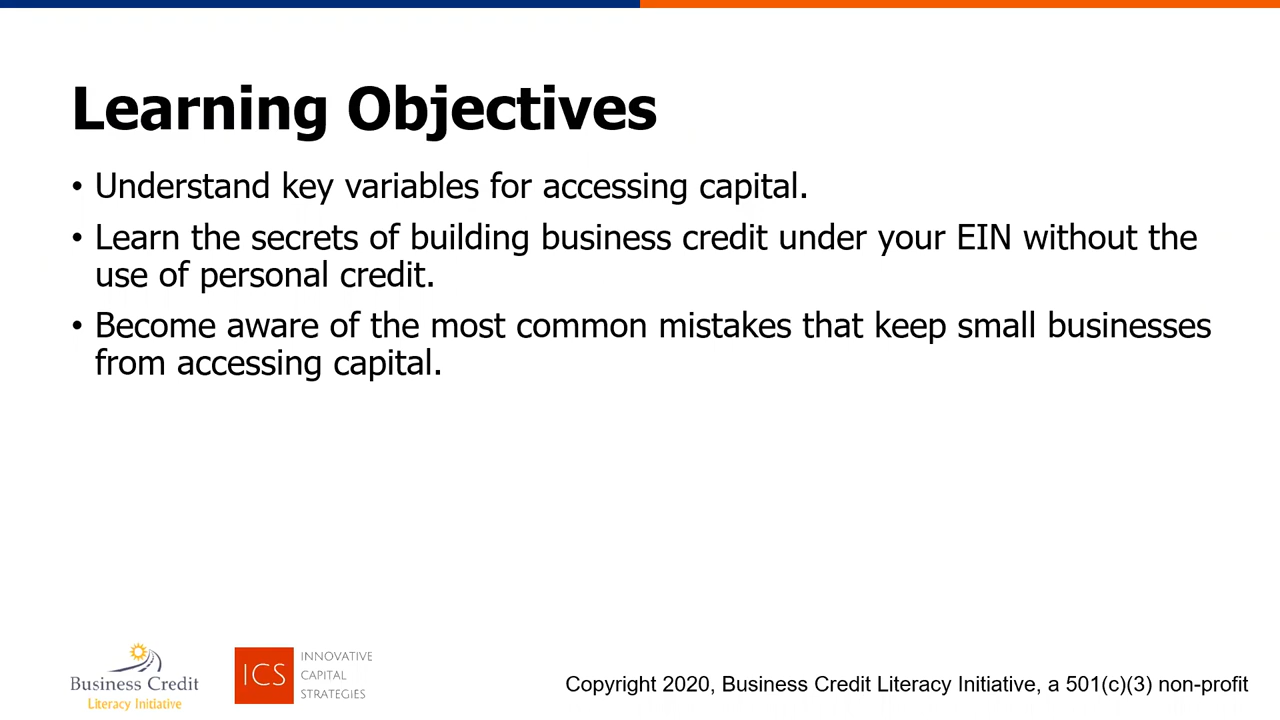 Learning Objectives
• Understand key variables for accessing capital.
• Learn the secrets of building business credit under your EIN without the
use of personal credit.
• Become aware of the most common mistakes that keep small businesses
from accessing capital.
Business Credit
Literacy Initiative
ICS
INNOVATIVE
CAPITAL
STRATEGIES
Copyright 2020, Business Credit Literacy Initiative, a 501(c)(3) non-profit